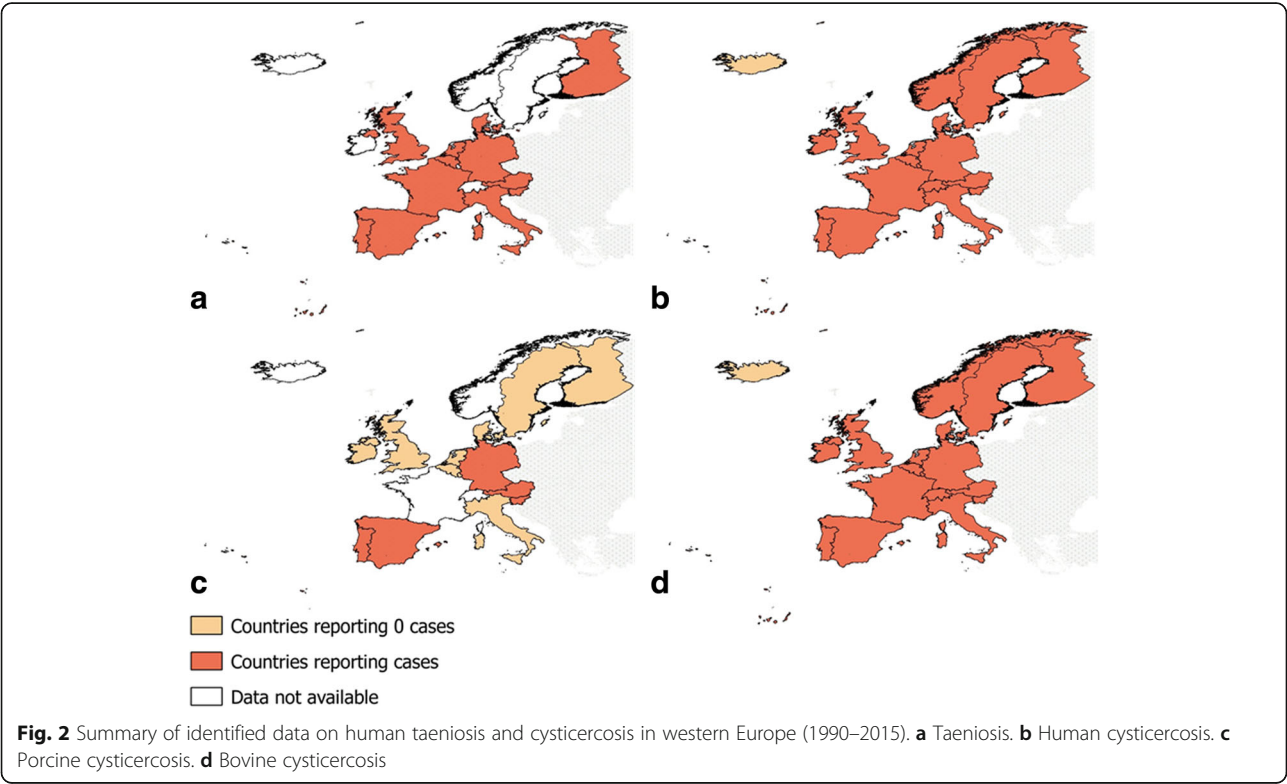 a
b
c
d
Countries reporting 0 cases
Countries reporting cases
Data not available
Fig. 2 Summary of identified data on human taeniosis and cysticercosis in western Europe (1990–2015). a Taeniosis. b Human cysticercosis. c
Porcine cysticercosis. d Bovine cysticercosis